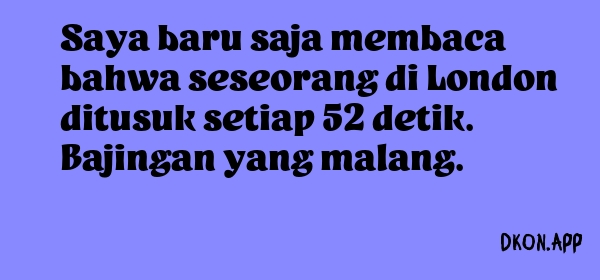 Saya baru saja membaca
bahwa seseorang di London
ditusuk setiap 52 detik.
Bajingan yang malang.
DKON.APP